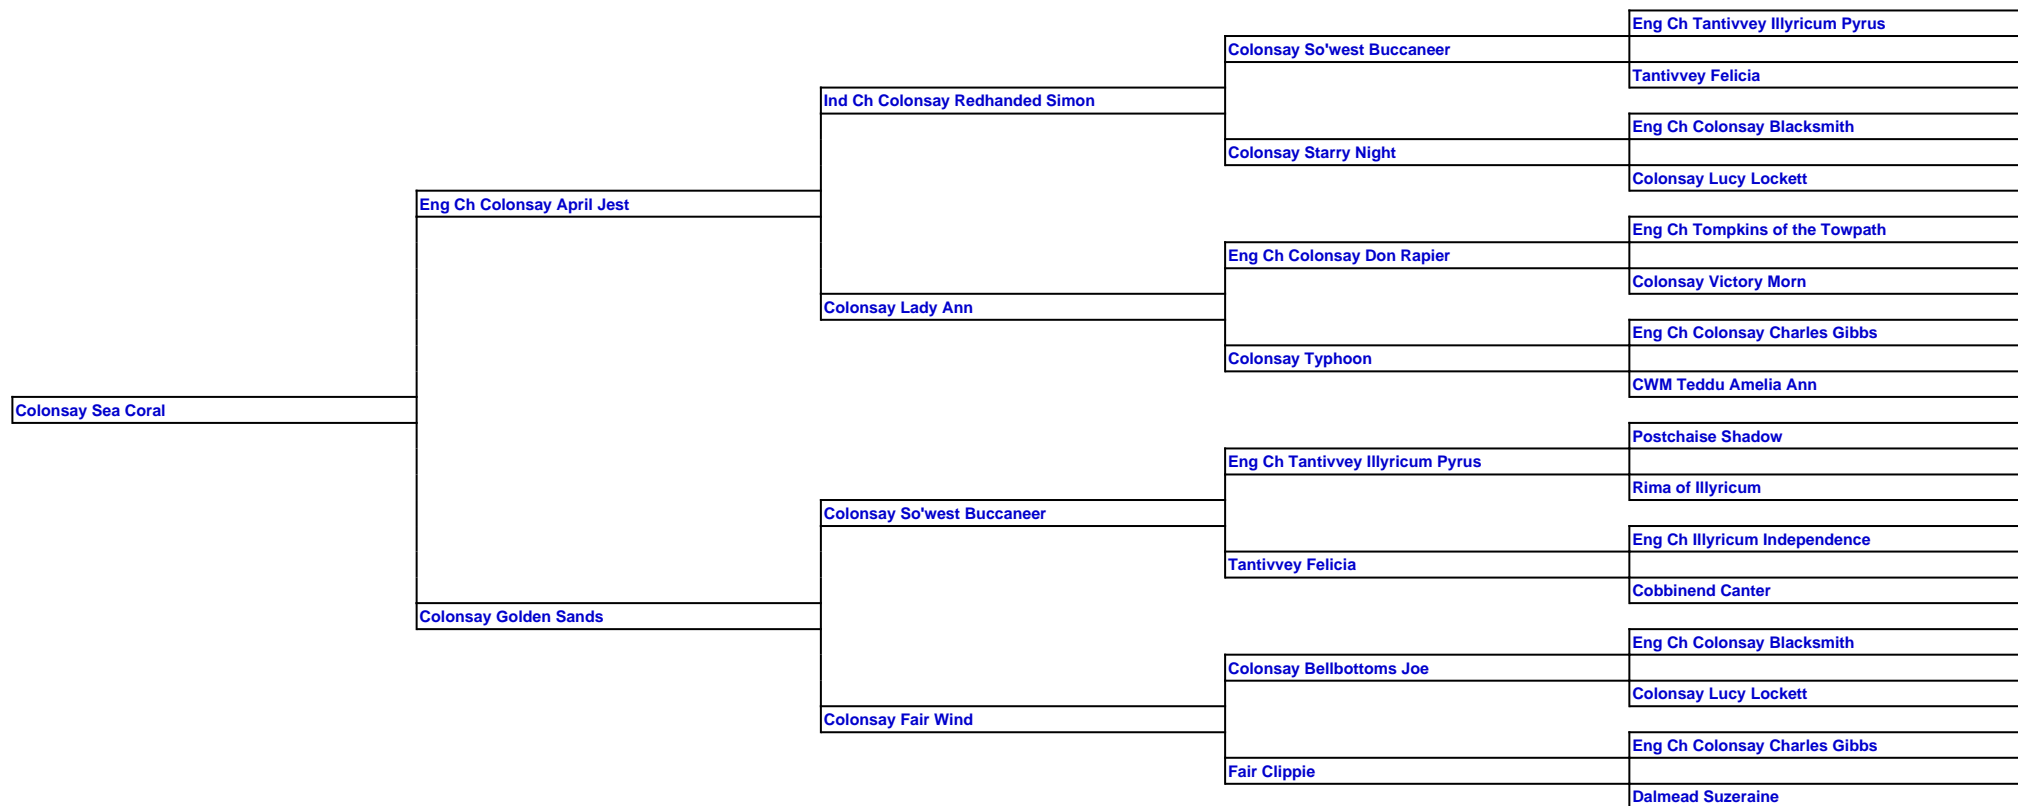 Eng Ch Tantivvey Illyricum Pyrus
Colonsay So'west Buccaneer
Tantivvey Felicia
Ind Ch Colonsay Redhanded Simon
Eng Ch Colonsay Blacksmith
Colonsay Starry Night
Colonsay Lucy Lockett
Eng Ch Colonsay April Jest
Eng Ch Tompkins of the Towpath
Eng Ch Colonsay Don Rapier
Colonsay Victory Morn
Colonsay Lady Ann
Eng Ch Colonsay Charles Gibbs
Colonsay Typhoon
CWM Teddu Amelia Ann
Colonsay Sea Coral
Postchaise Shadow
Eng Ch Tantivvey Illyricum Pyrus
Rima of Illyricum
Colonsay So'west Buccaneer
Eng Ch Illyricum Independence
Tantivvey Felicia
Cobbinend Canter
Colonsay Golden Sands
Eng Ch Colonsay Blacksmith
Colonsay Bellbottoms Joe
Colonsay Lucy Lockett
Colonsay Fair Wind
Eng Ch Colonsay Charles Gibbs
Fair Clippie
Dalmead Suzeraine